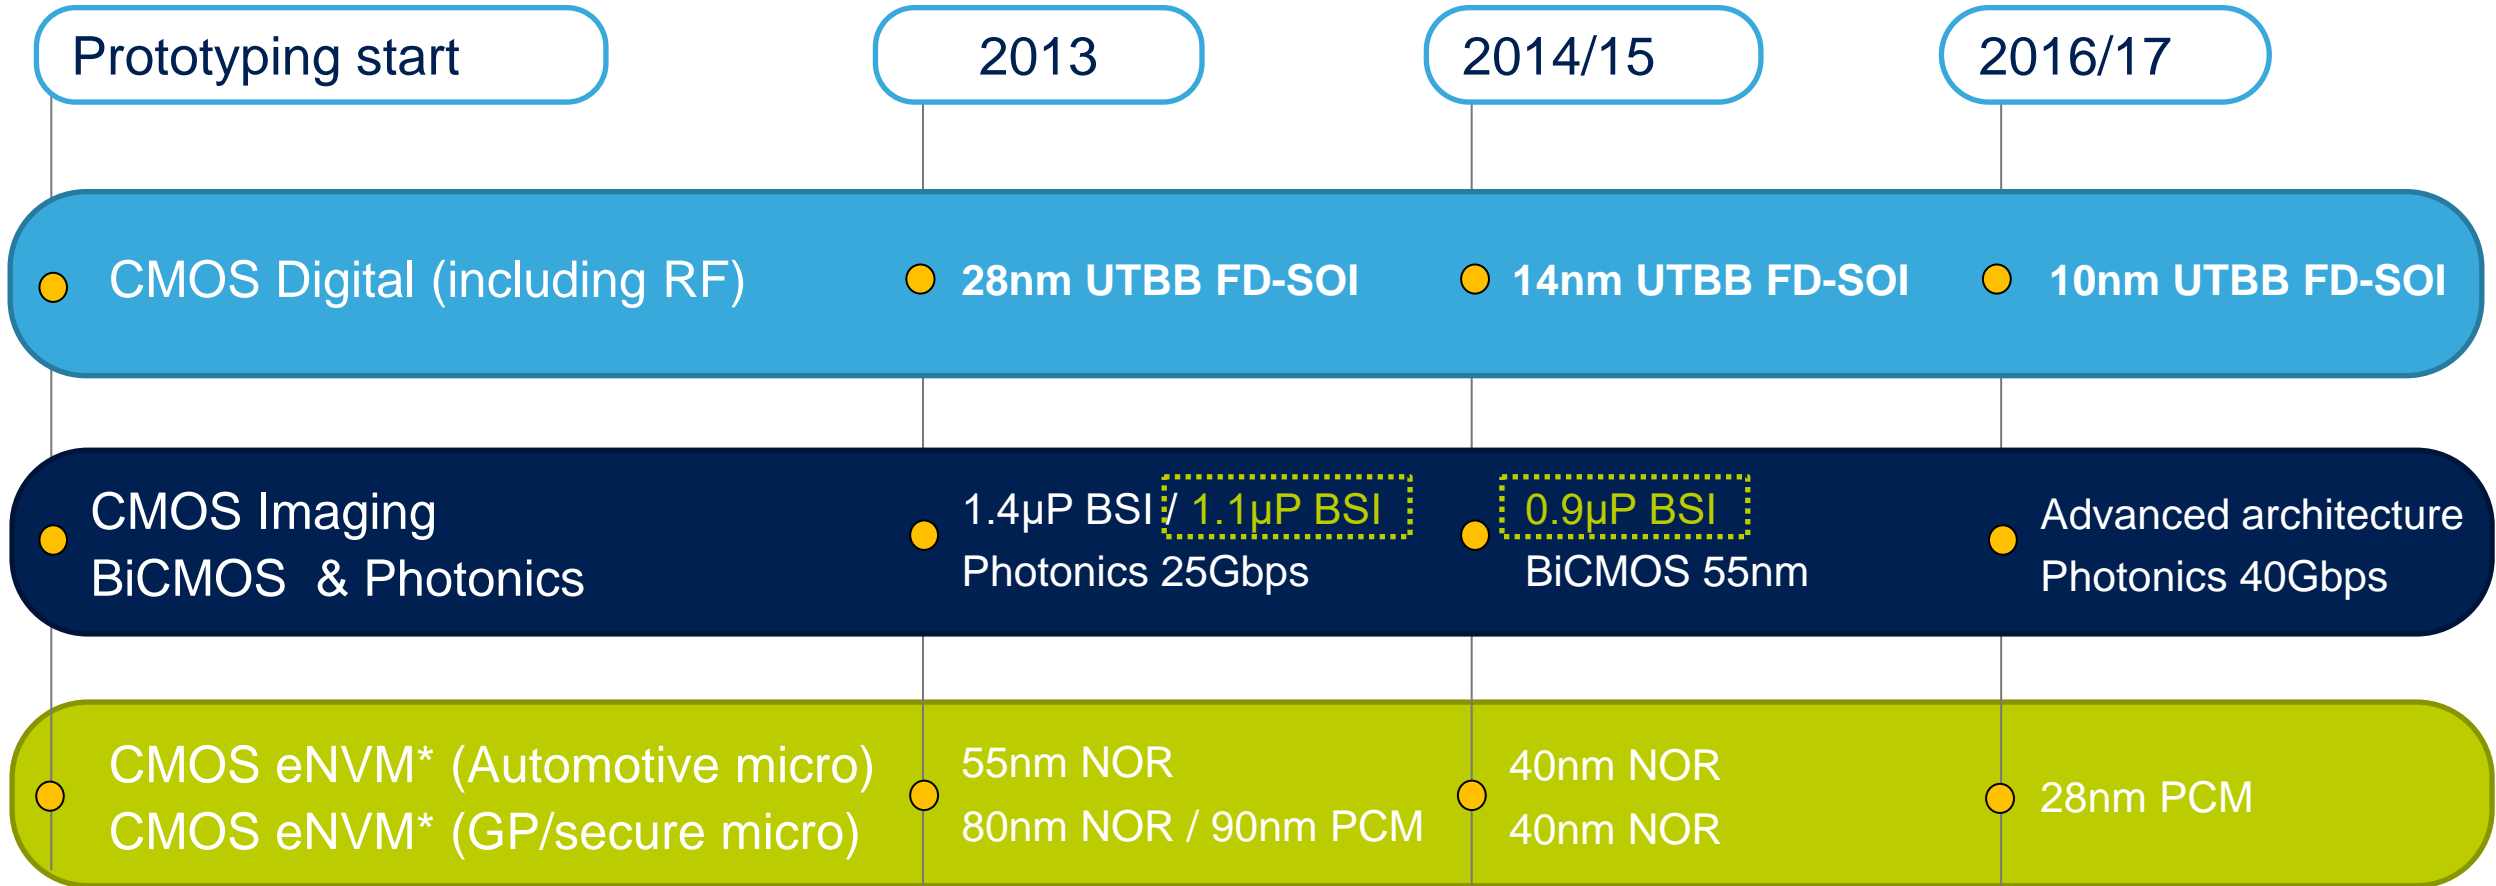 Prototyping start
2013
2014/15
2016/17
CMOS Digital (including RF)
28nm UTBB FD-SOI
14nm UTBB FD-SOI
10nm UTBB FD-SOI
CMOS Imaging
BiCMOS & Photonics
1.4µP BSI / 1.1µP BSI
Photonics 25Gbps
0.9µP BSI
BiCMOS 55nm
Advanced architecture
Photonics 40Gbps
CMOS eNVM* (Automotive micro)
CMOS eNVM* (GP/secure micro)
55nm NOR
80nm NOR / 90nm PCM
40nm NOR
40nm NOR
28nm PCM